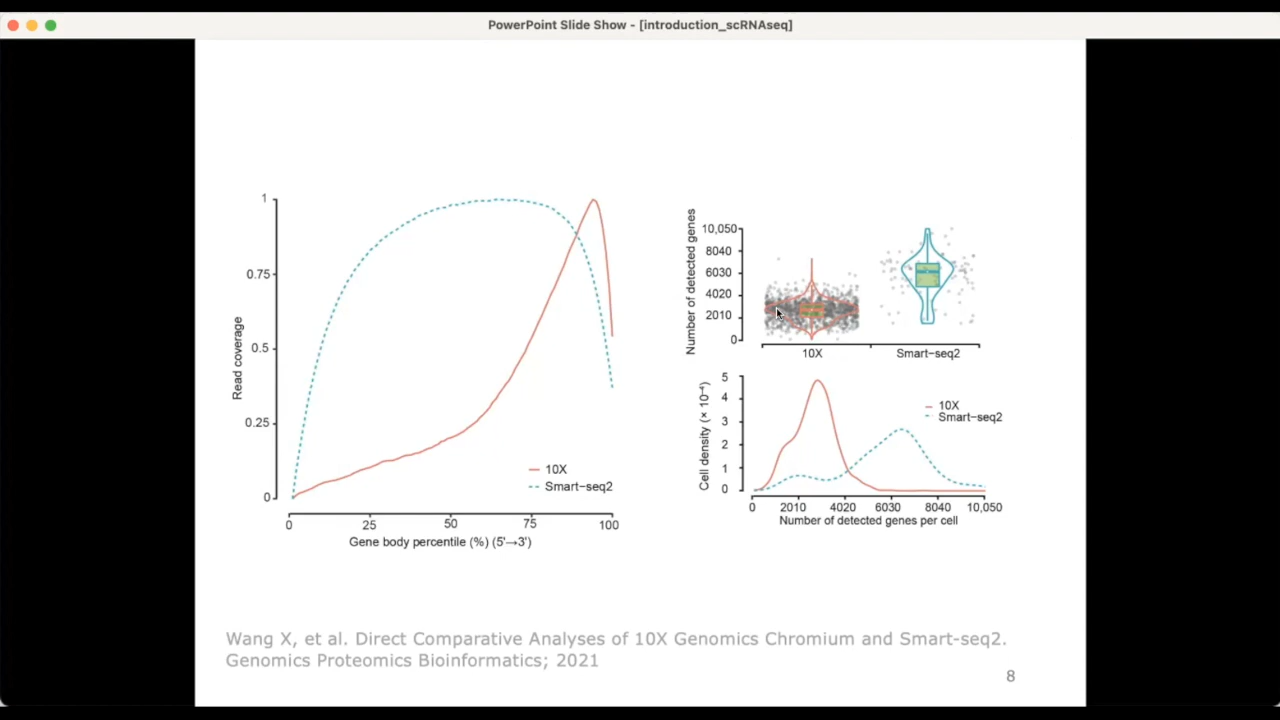 PowerPoint Slide Show - [introduction_scRNAseq]
1
0.75
0.5
0.25
0
Read coverage
10X
Smart−seq2
0
25
50
75
100
Gene body percentile (%) (5'→3')
Number of detected genes
10,050
8040
6030
4020
2010
0
10X
Smart−seq2
Cell density (× 10⁻⁴)
5
4
3
2
1
0
10X
Smart−seq2
0
2010
4020
6030
8040
10,050
Number of detected genes per cell
Wang X, et al. Direct Comparative Analyses of 10X Genomics Chromium and Smart-seq2.
Genomics Proteomics Bioinformatics; 2021
8